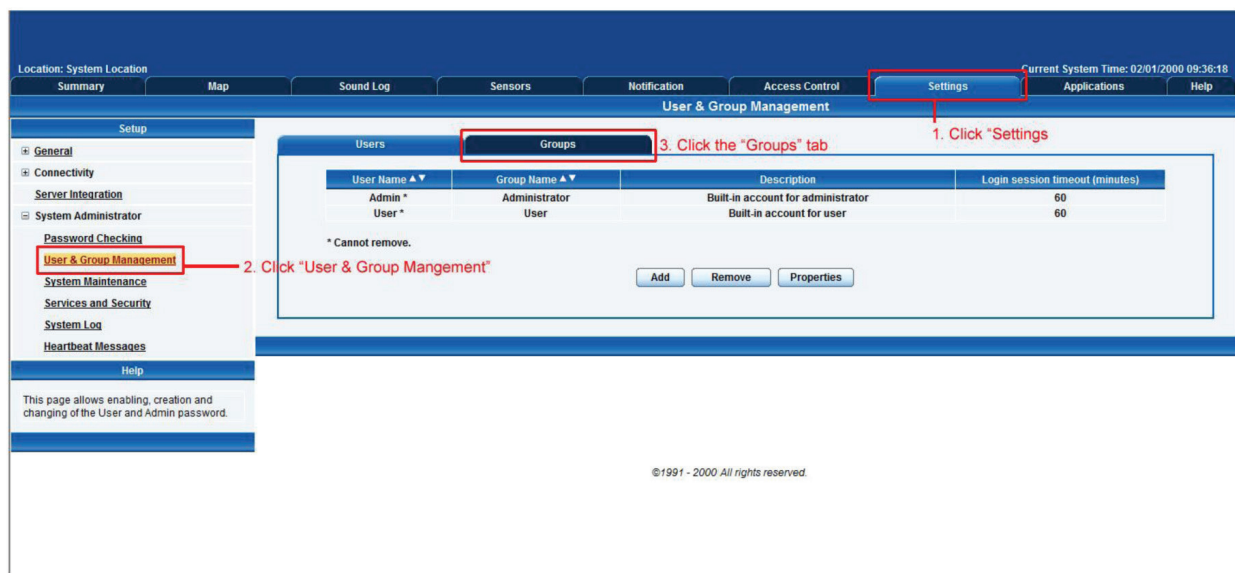 Location: System Location
Current System Time: 02/01/2000 09:36:18
Summary Map Sound Log Sensors Notification Access Control Settings Applications Help
User & Group Management
1. Click “Settings
Setup
General
Connectivity
Server Integration
System Administrator
Password Checking
User & Group Management
System Maintenance
Services and Security
System Log
Heartbeat Messages
2. Click “User & Group Mangement”
Help
This page allows enabling, creation and
changing of the User and Admin password.
Users Groups
3. Click the “Groups” tab
User Name ▲▼ Group Name ▲▼ Description Login session timeout (minutes)
Admin * Administrator Built-in account for administrator 60
User * User Built-in account for user 60
* Cannot remove.
Add Remove Properties
©1991 - 2000 All rights reserved.